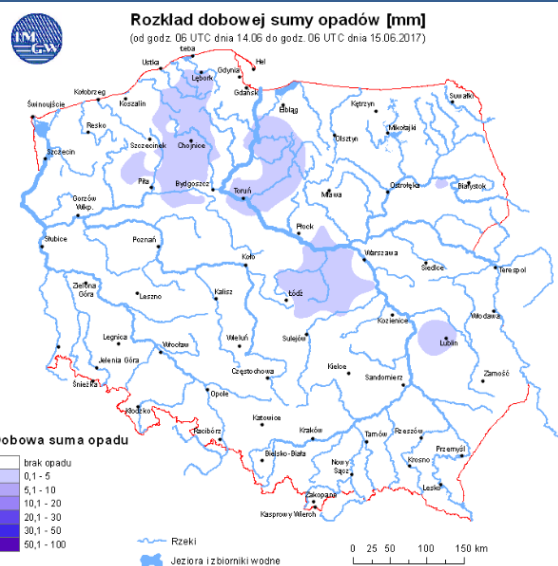 Rozkład dobowej sumy opadów [mm]
(od godz. 06 UTC dnia 14.06 do godz. 06 UTC dnia 15.06.2017)
IM
GW
Łeba
Ustka
Hel
Lębork
Gdynia
Gdańsk
Kołobrzeg
Koszalin
Świnoujście
Elbląg
Kętrzyn
Suwałki
Resko
Szczecinek
Chojnice
Olsztyn
Mikołajki
Szczecin
Piła
Bydgoszcz
Toruń
Mława
Ostrołęka
Białystok
Gorzów
Wlkp.
Płock
Słubice
Poznań
Koło
Warszawa
Siedlce
Terespol
Zielona
Góra
Leszno
Kalisz
Łódź
Kozienice
Włodawa
Legnica
Wrocław
Wieluń
Sulejów
Lublin
Jelenia Góra
Śnieżka
Częstochowa
Kielce
Sandomierz
Zamość
Kłodzko
Opole
Racibórz
Katowice
Kraków
Tarnów
Rzeszów
Bielsko-Biała
Nowy
Sącz
Krosno
Przemyśl
Lesko
Zakopane
Kasprowy Wierch
Dobowa suma opadu
brak opadu
0,1 - 5
5,1 - 10
10,1 - 20
20,1 - 30
30,1 - 50
50,1 - 100
Rzeki
Jeziora i zbiorniki wodne
0 25 50 100 150 km